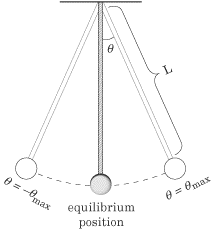 θ
L
θ = -θmax
θ = θmax
equilibrium
position